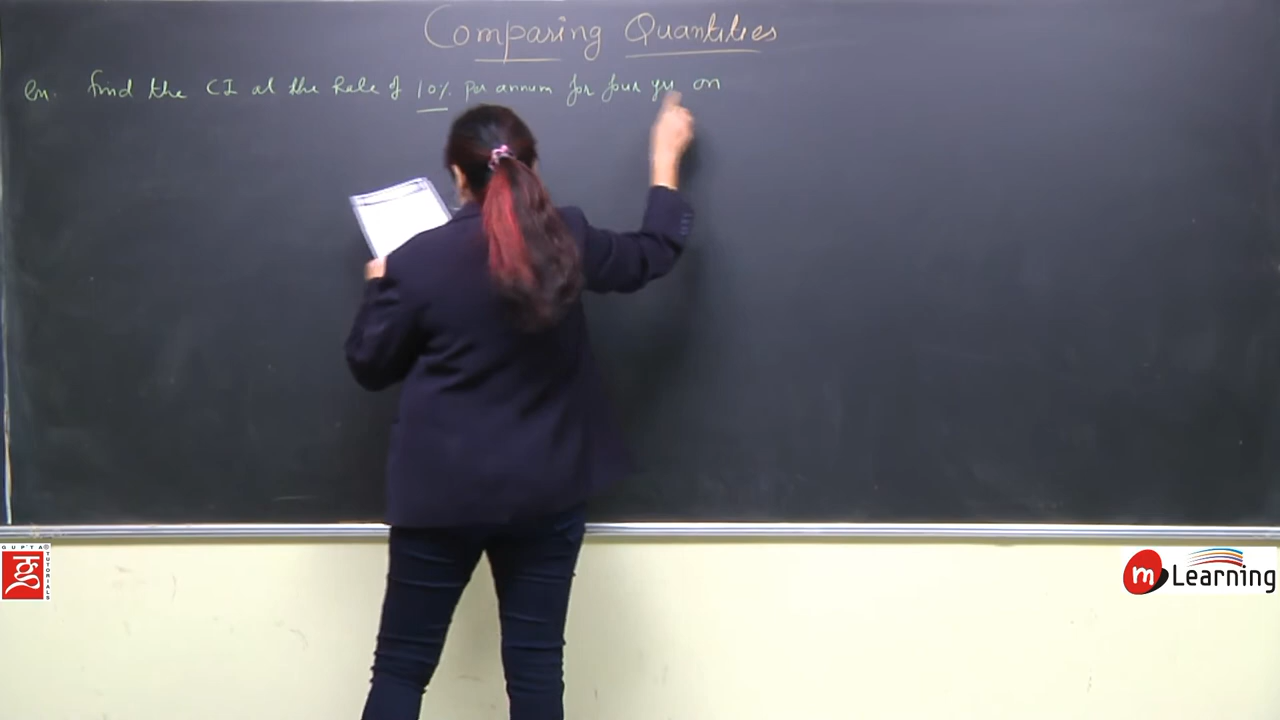 Comparing Quantities
Qn. Find the CI at the Rate of 10% per annum for four yrs on
GUPTA
TUTORIALS
m Learning